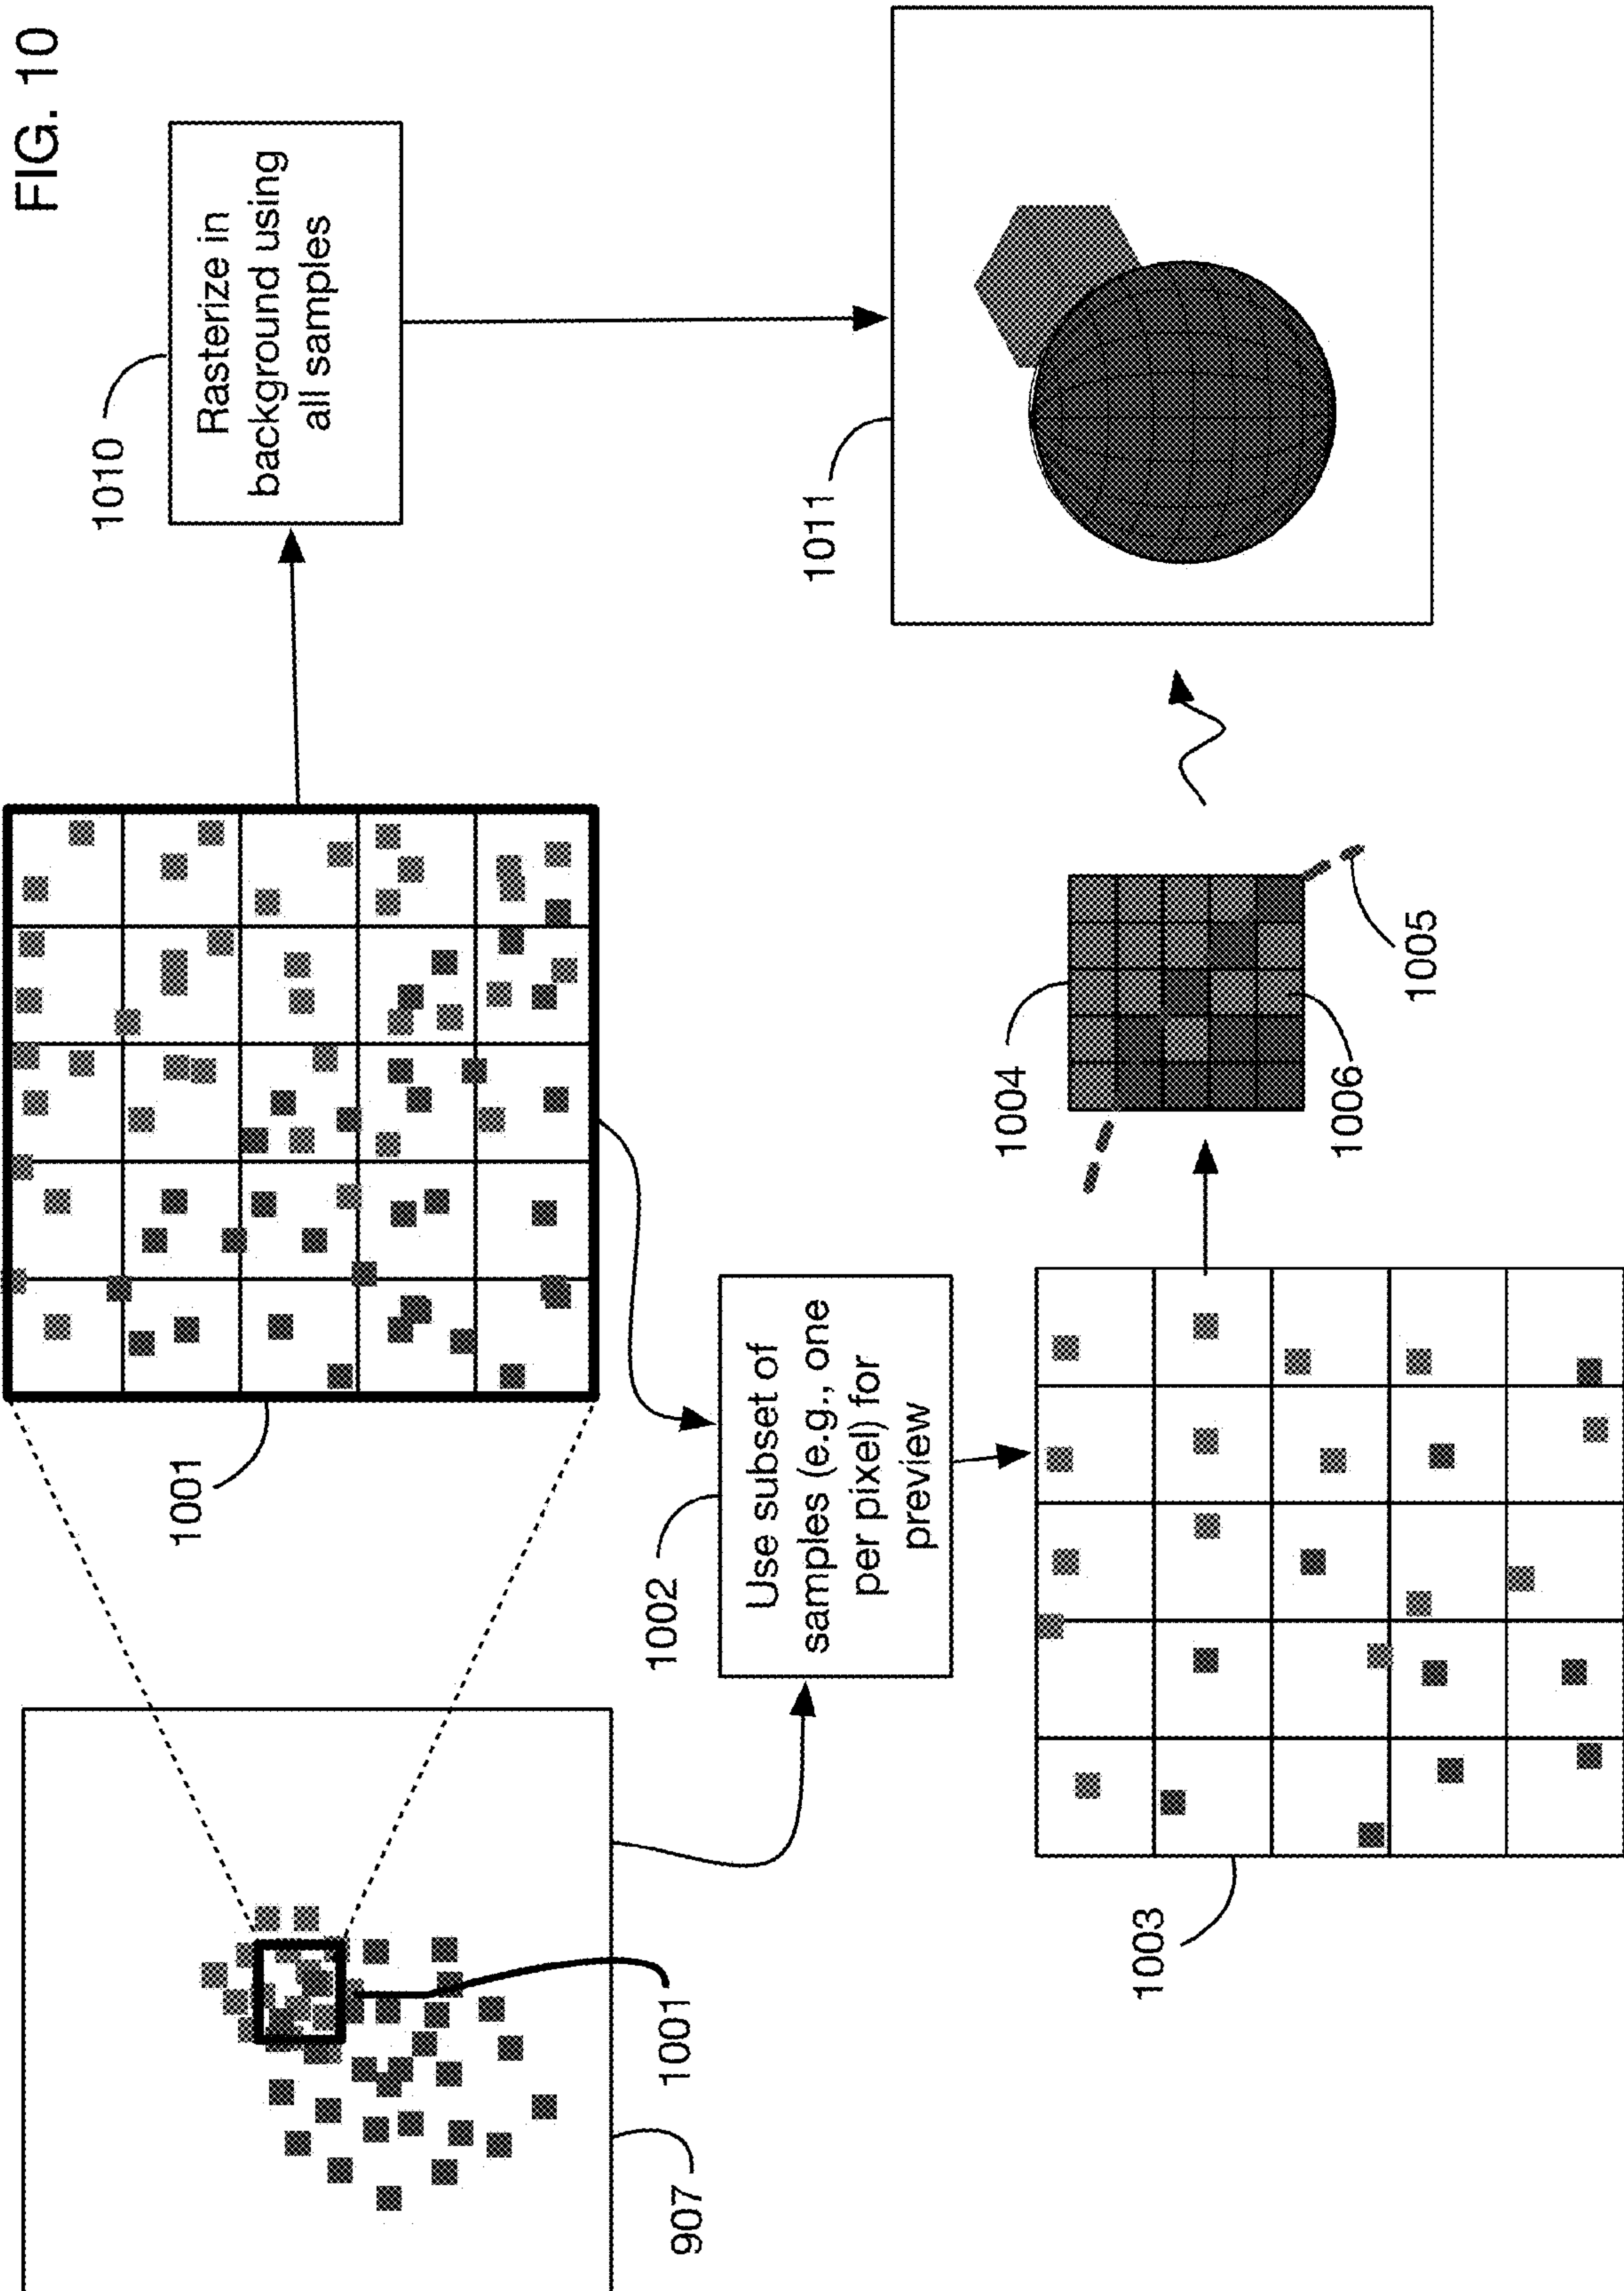 FIG. 10
907
1001
1001
1010
Rasterize in
background using
all samples
1002
Use subset of
samples (e.g., one
per pixel) for
preview
1011
1003
1004
1006
1005